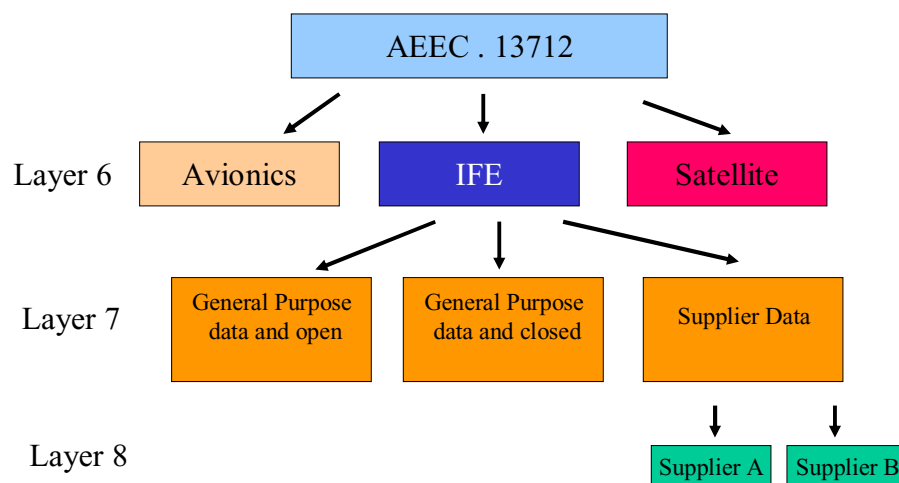 AEEC . 13712
Layer 6
Avionics
IFE
Satellite
Layer 7
General Purpose
data and open
General Purpose
data and closed
Supplier Data
Layer 8
Supplier A
Supplier B